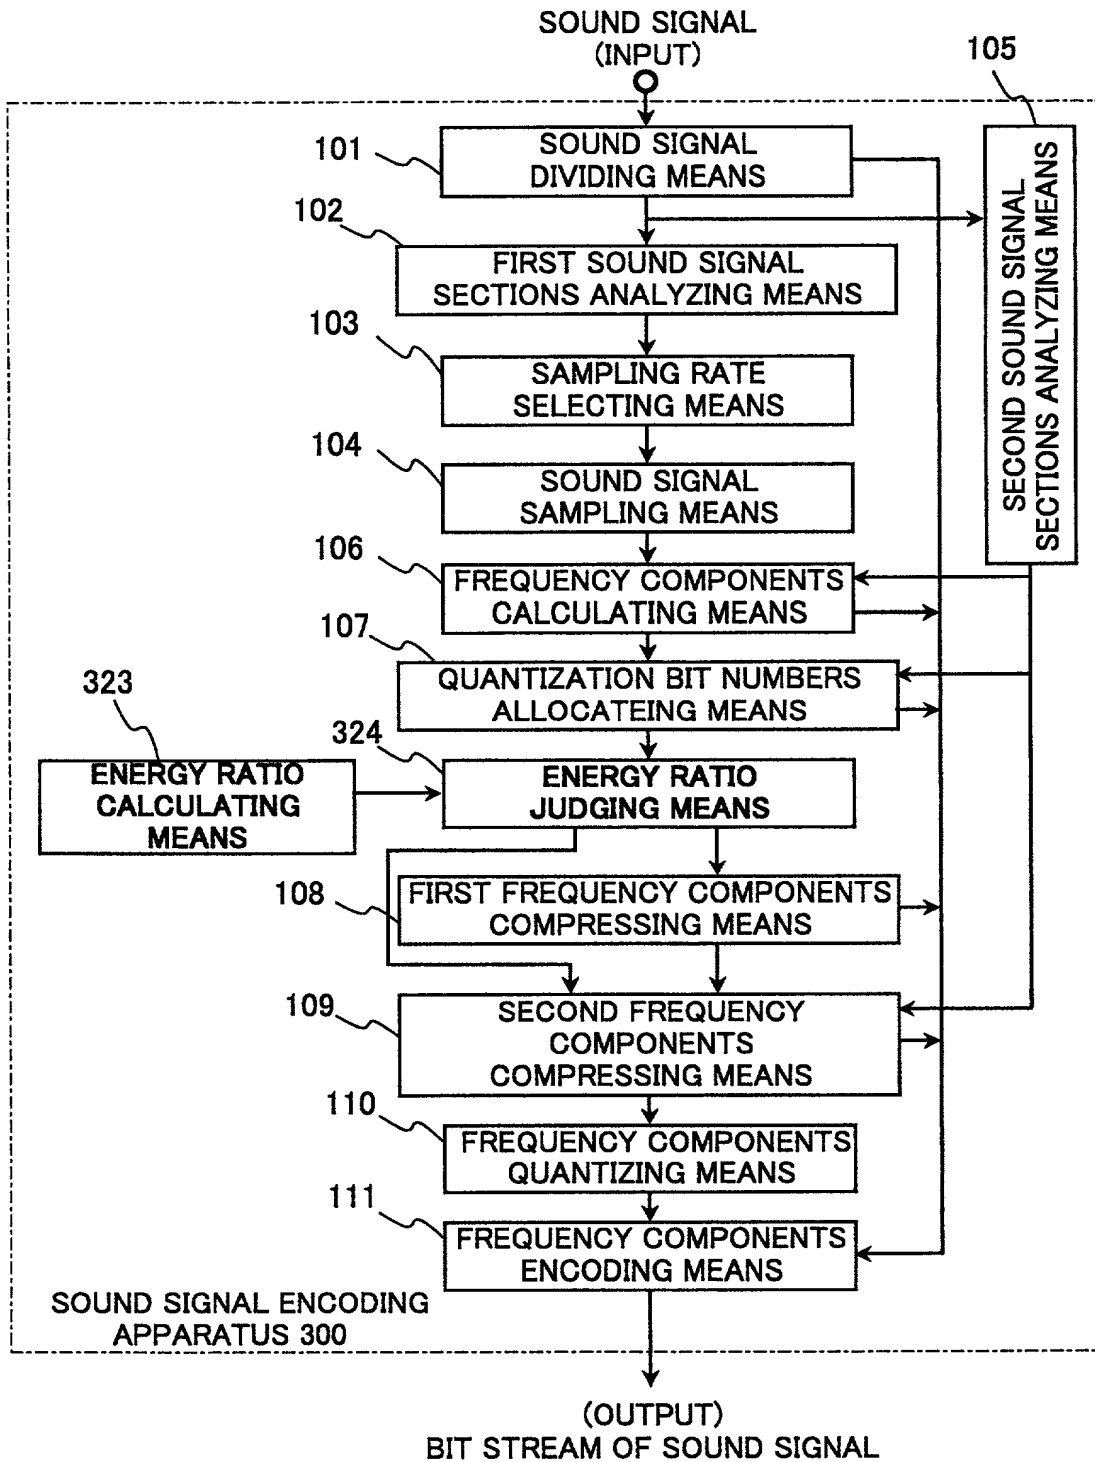 SOUND SIGNAL
(INPUT)
105
101
SOUND SIGNAL
DIVIDING MEANS
102
FIRST SOUND SIGNAL
SECTIONS ANALYZING MEANS
SECOND SOUND SIGNAL
SECTIONS ANALYZING MEANS
103
SAMPLING RATE
SELECTING MEANS
104
SOUND SIGNAL
SAMPLING MEANS
106
FREQUENCY COMPONENTS
CALCULATING MEANS
107
QUANTIZATION BIT NUMBERS
ALLOCATEING MEANS
323
ENERGY RATIO
CALCULATING
MEANS
324
ENERGY RATIO
JUDGING MEANS
108
FIRST FREQUENCY COMPONENTS
COMPRESSING MEANS
109
SECOND FREQUENCY
COMPONENTS
COMPRESSING MEANS
110
FREQUENCY COMPONENTS
QUANTIZING MEANS
111
FREQUENCY COMPONENTS
ENCODING MEANS
SOUND SIGNAL ENCODING
APPARATUS 300
(OUTPUT)
BIT STREAM OF SOUND SIGNAL